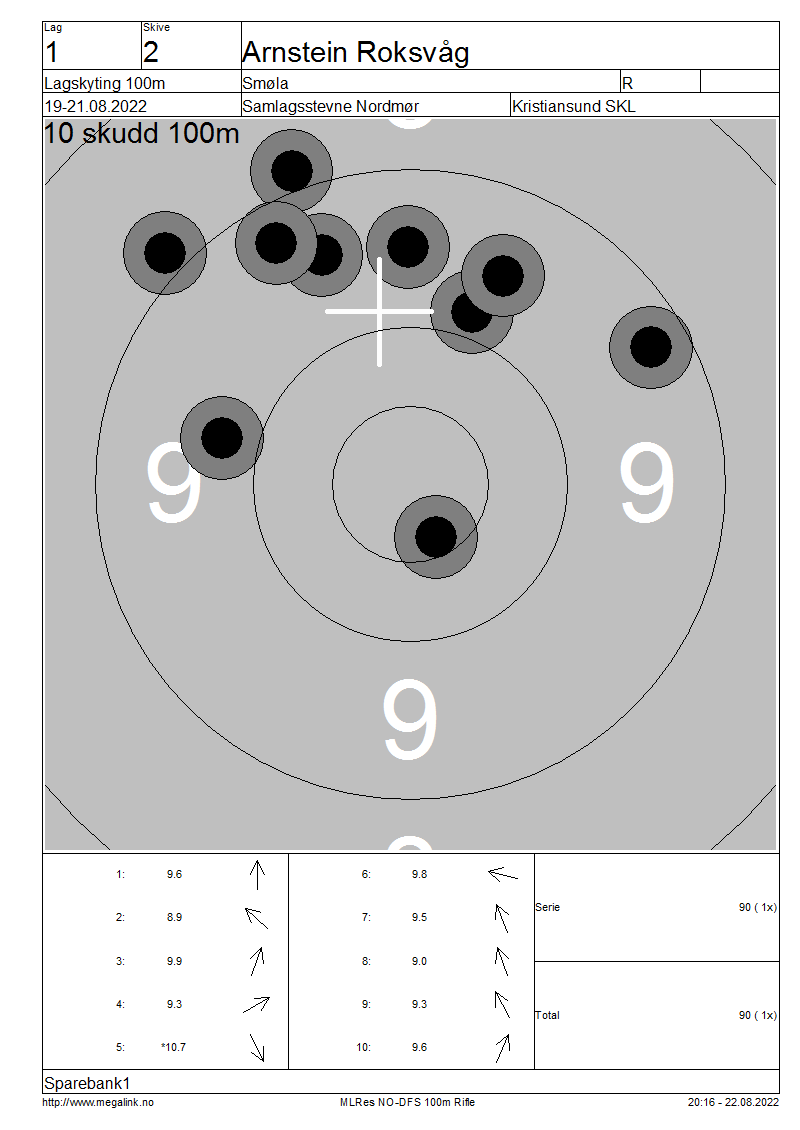 Lag Skive
1 2 Arnstein Roksvåg
Lagskyting 100m Smøla R
19-21.08.2022 Samlagsstevne Nordmør Kristiansund SKL
10 skudd 100m
9 9
9
1: 9.6 6: 9.8
2: 8.9 7: 9.5
Serie 90 ( 1x)
3: 9.9 8: 9.0
4: 9.3 9: 9.3
Total 90 ( 1x)
5: *10.7 10: 9.6
Sparebank1
http://www.megalink.no MLRes NO-DFS 100m Rifle 20:16 - 22.08.2022